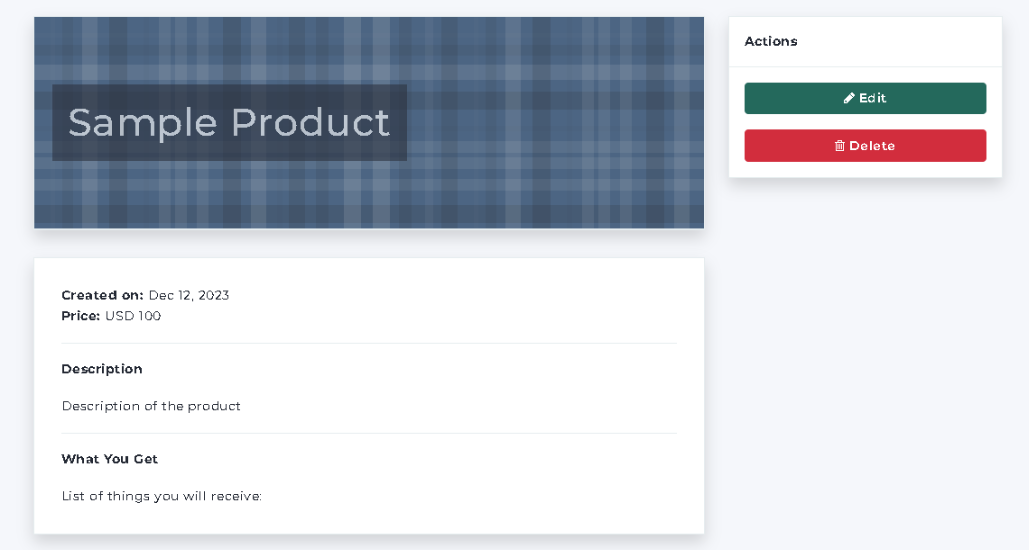 Sample Product
Actions
Edit
Delete
Created on: Dec 12, 2023
Price: USD 100
Description
Description of the product
What You Get
List of things you will receive: